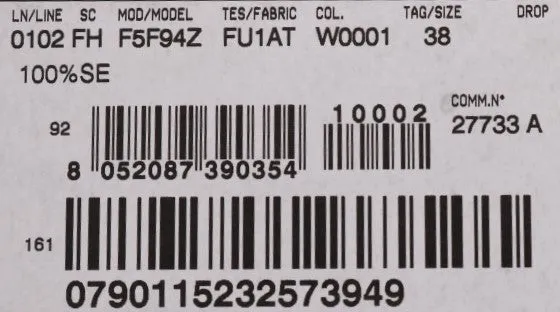 LN/LINE SC MOD/MODEL TES/FABRIC COL. TAG/SIZE DROP
0102 FH F5F94Z FU1AT W0001 38
100%SE
10002
COMM.N°
27733 A
92
8 052087 390354
161
0790115232573949